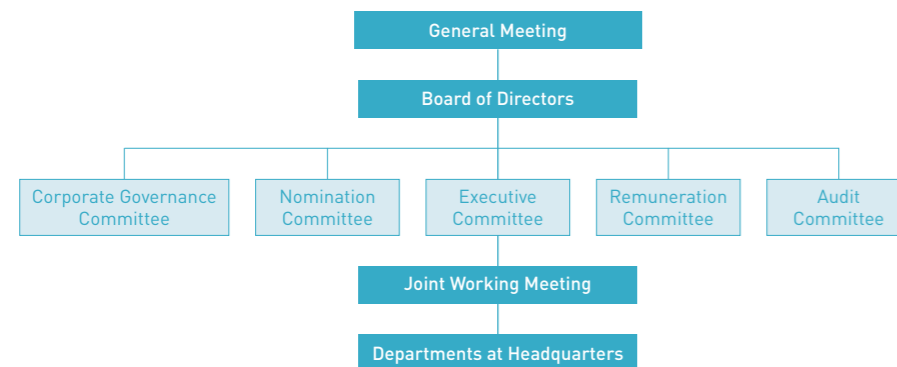 General Meeting
Board of Directors
Corporate Governance
Committee
Nomination
Committee
Executive
Committee
Remuneration
Committee
Audit
Committee
Joint Working Meeting
Departments at Headquarters